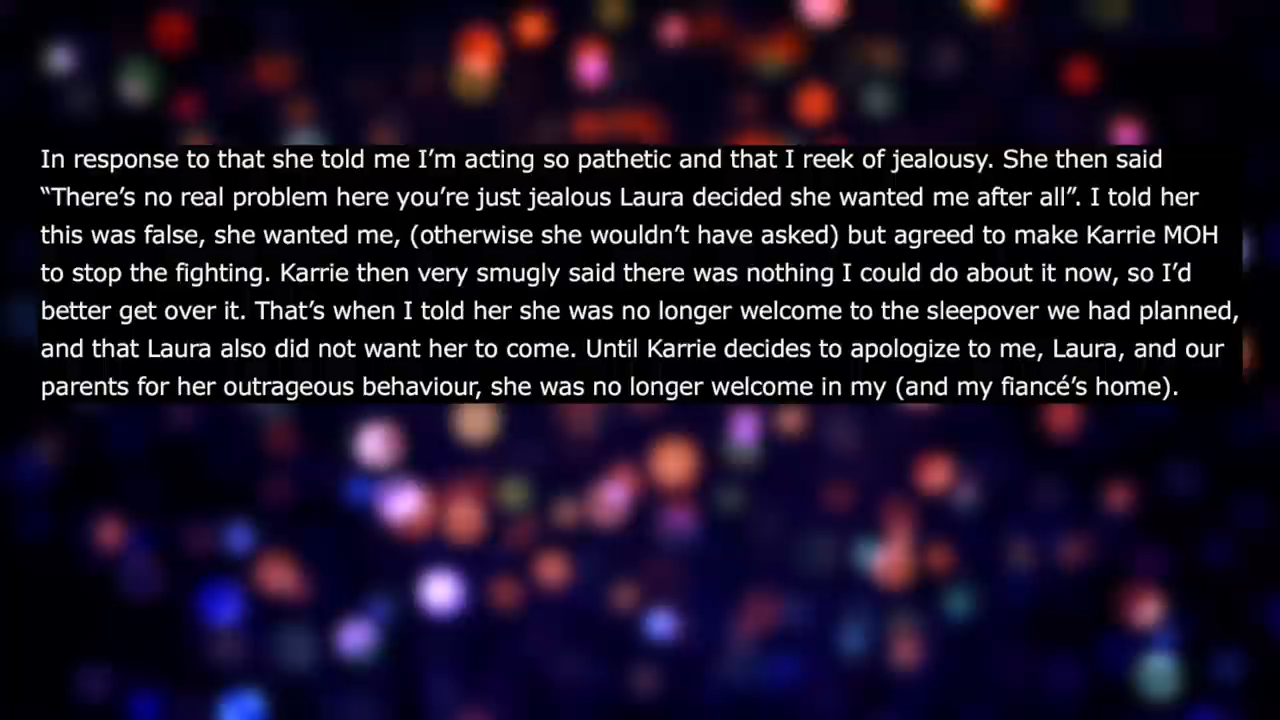 In response to that she told me I’m acting so pathetic and that I reek of jealousy. She then said
“There’s no real problem here you’re just jealous Laura decided she wanted me after all”. I told her
this was false, she wanted me, (otherwise she wouldn’t have asked) but agreed to make Karrie MOH
to stop the fighting. Karrie then very smugly said there was nothing I could do about it now, so I’d
better get over it. That’s when I told her she was no longer welcome to the sleepover we had planned,
and that Laura also did not want her to come. Until Karrie decides to apologize to me, Laura, and our
parents for her outrageous behaviour, she was no longer welcome in my (and my fiancé’s home).